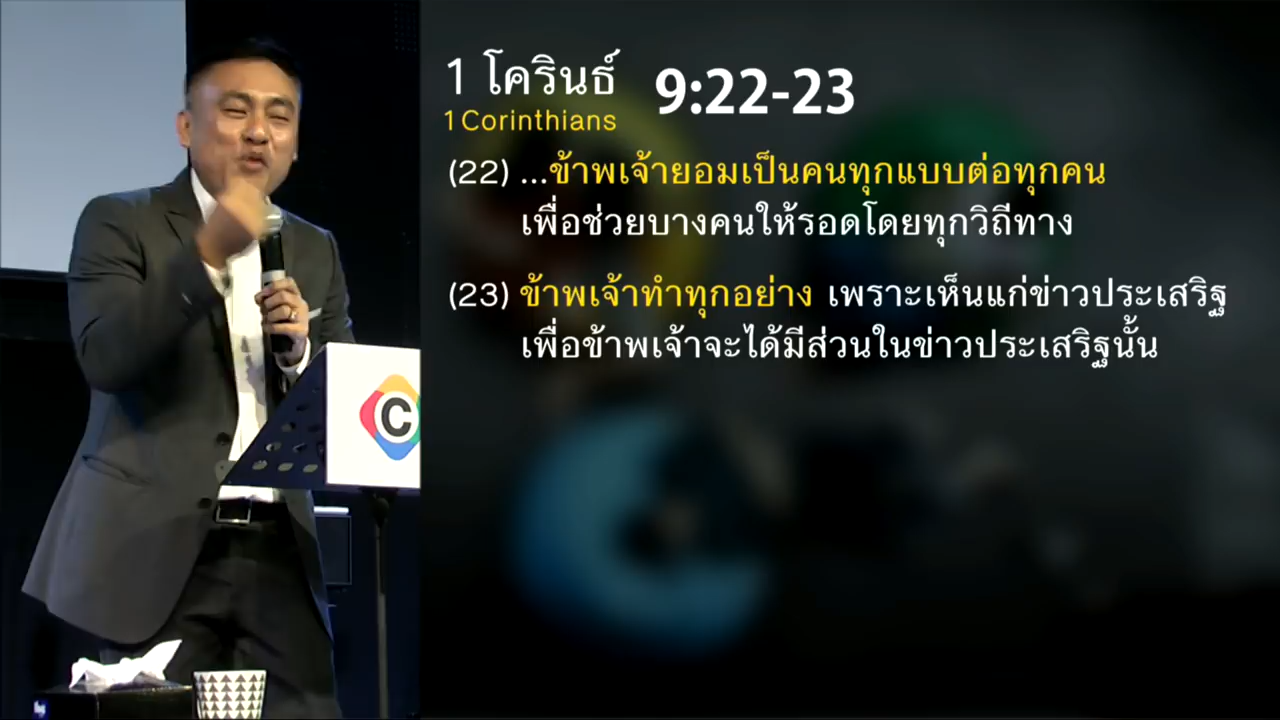 1 โครินธ์ 9:22-23
1 Corinthians
(22) ...ข้าพเจ้ายอมเป็นคนทุกแบบต่อทุกคน
เพื่อช่วยบางคนให้รอดโดยทุกวิถีทาง
(23) ข้าพเจ้าทำทุกอย่าง เพราะเห็นแก่ข่าวประเสริฐ
เพื่อข้าพเจ้าจะได้มีส่วนในข่าวประเสริฐนั้น
C